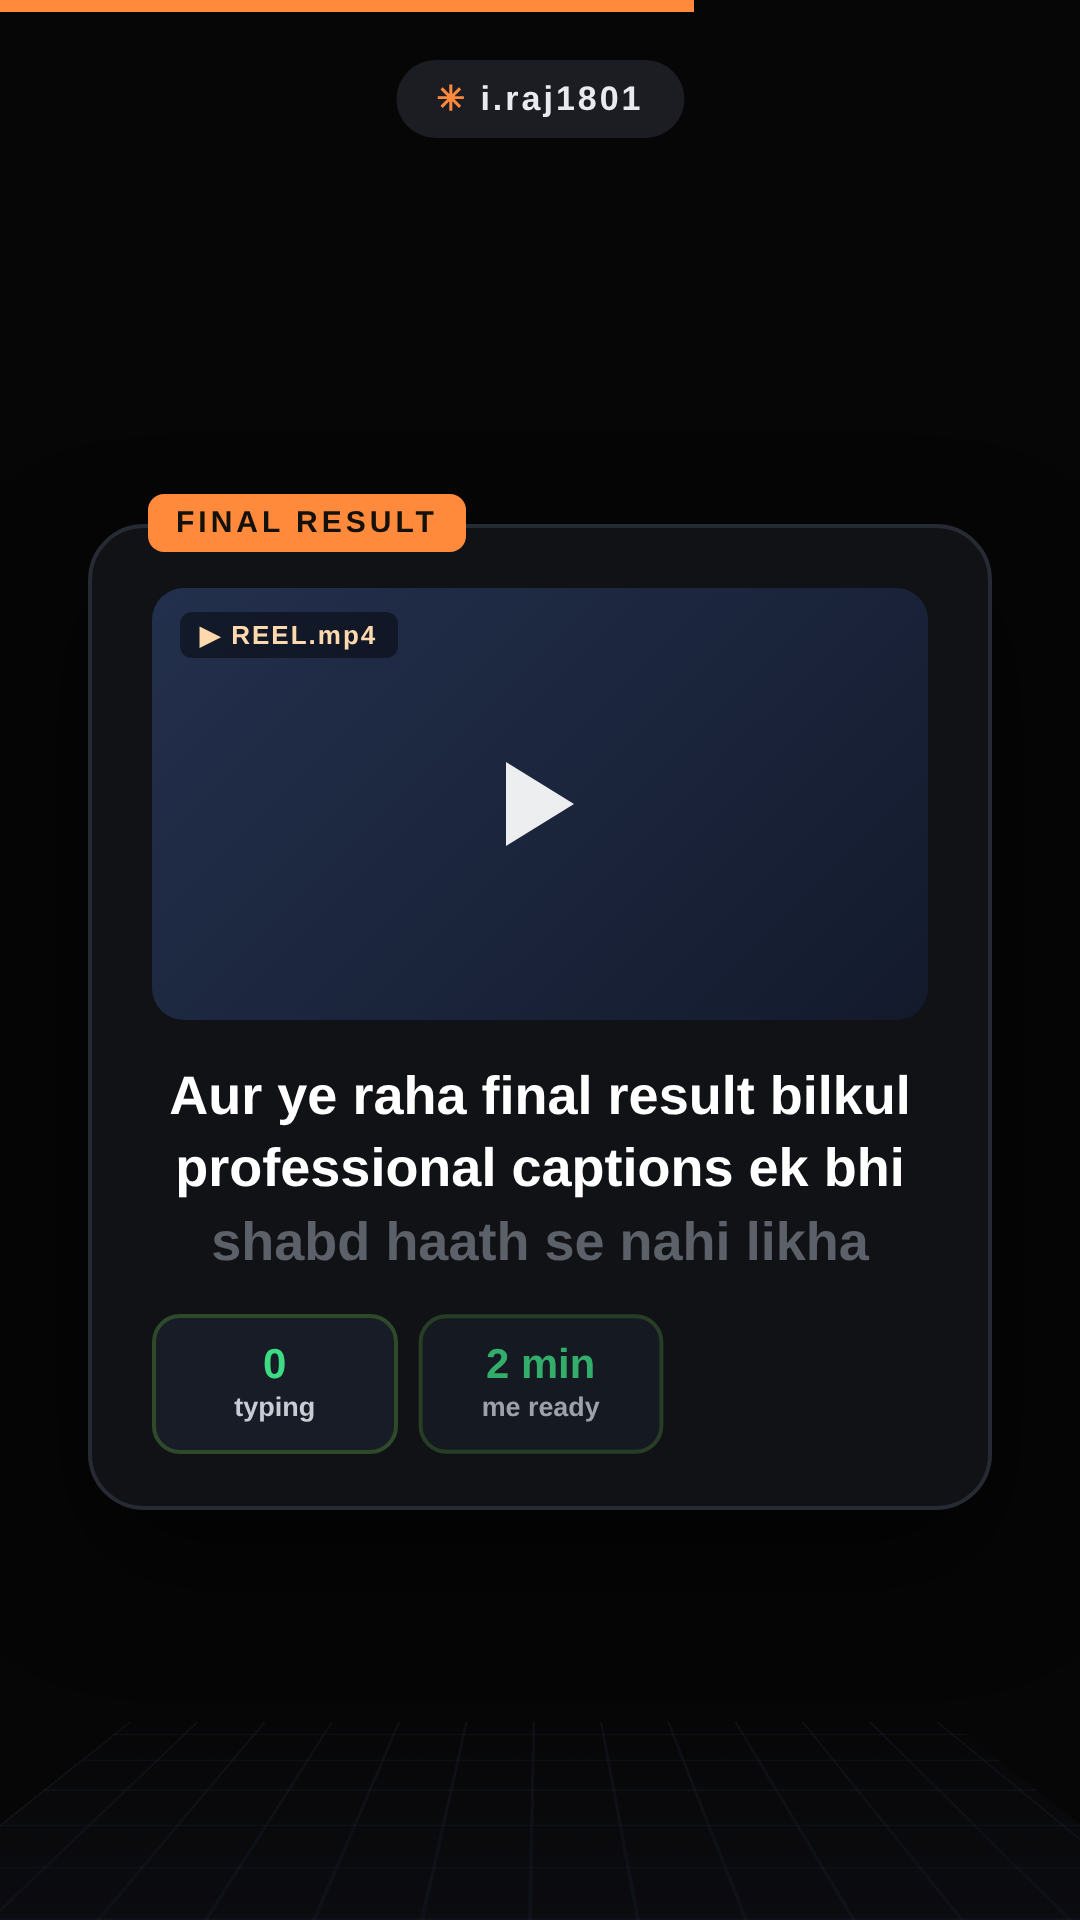 ✳ i.raj1801
FINAL RESULT
▶ REEL.mp4
Aur ye raha final result bilkul
professional captions ek bhi
shabd haath se nahi likha
0
typing
2 min
me ready